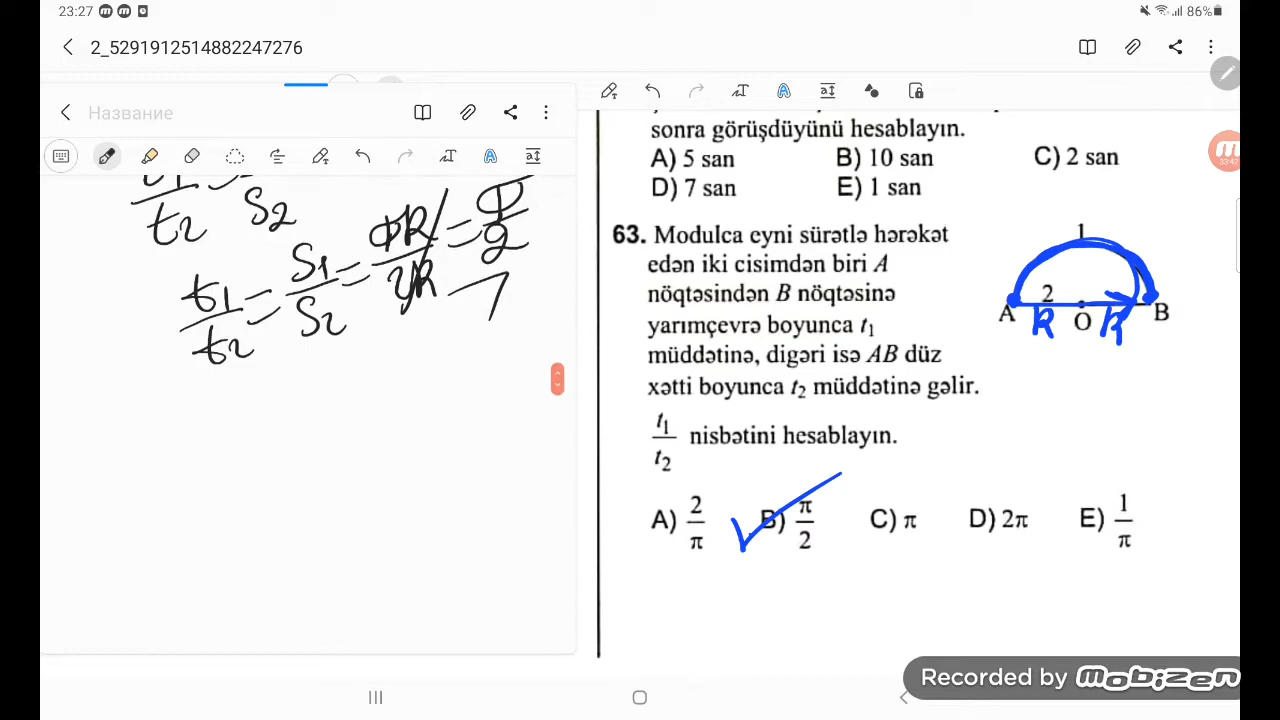 23:27
86%
2_5291912514882247276
Название
t1/t2 = S2
t1/t2 = S1/S2 = πR/2R = π/2
sonra görüşdüyünü hesablayın.
A) 5 san B) 10 san C) 2 san
D) 7 san E) 1 san
63. Modulca eyni sürətlə hərəkət
edən iki cisimdən biri A
nöqtəsindən B nöqtəsinə
yarımçevrə boyunca t1
müddətinə, digəri isə AB düz
xətti boyunca t2 müddətinə gəlir.
t1/t2 nisbətini hesablayın.
A) 2/π B) π/2 C) π D) 2π E) 1/π
1
2
A R O R B
Recorded by mobizen